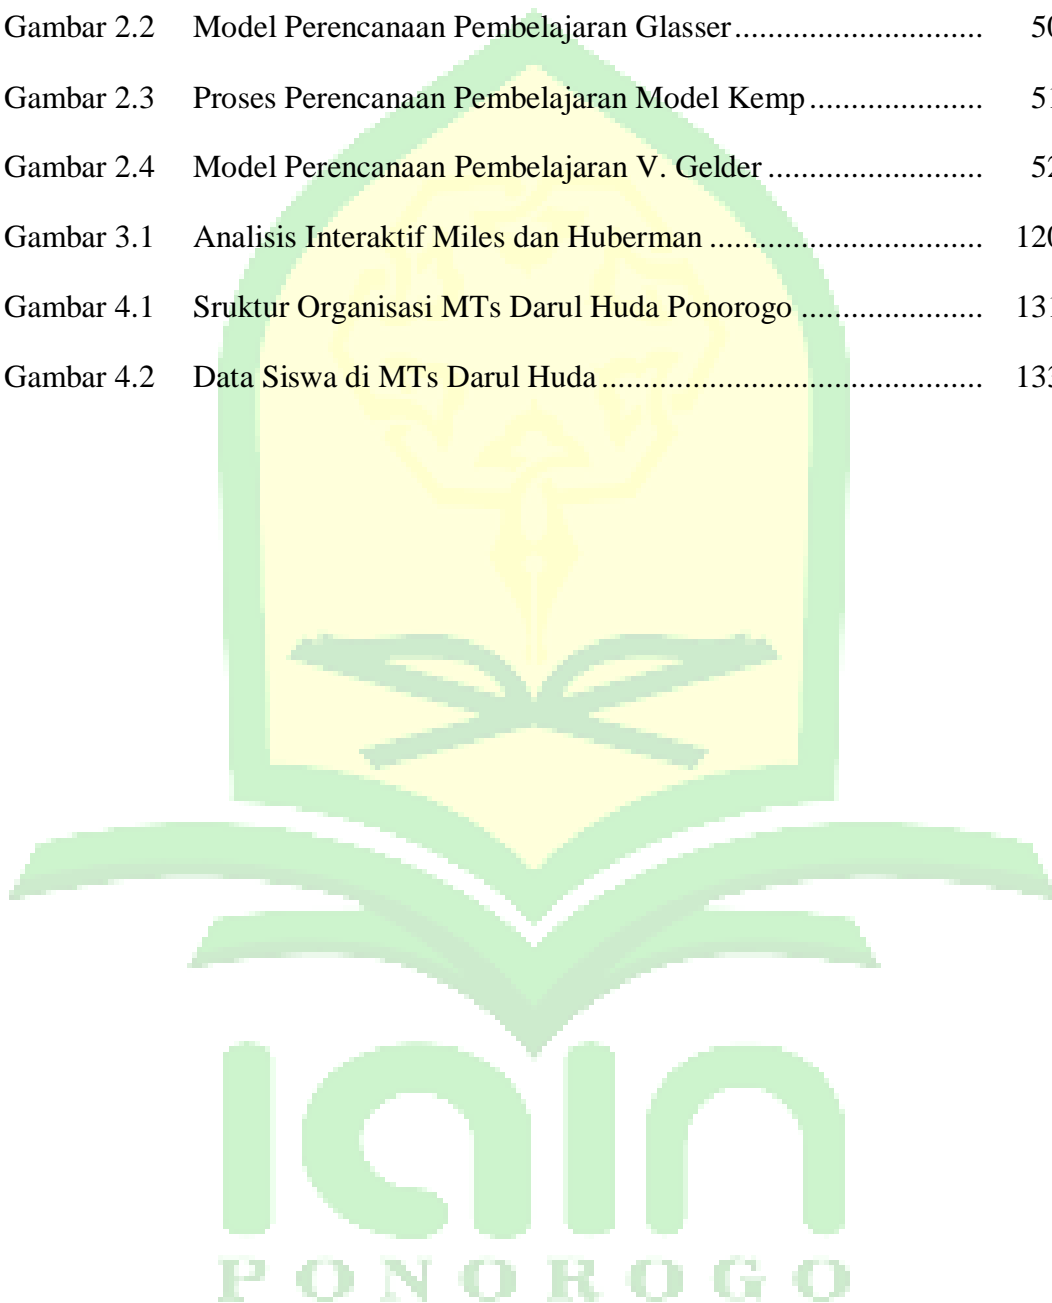 Gambar 2.2 Model Perencanaan Pembelajaran Glasser.............................. 50
Gambar 2.3 Proses Perencanaan Pembelajaran Model Kemp..................... 51
Gambar 2.4 Model Perencanaan Pembelajaran V. Gelder.......................... 52
Gambar 3.1 Analisis Interaktif Miles dan Huberman................................. 120
Gambar 4.1 Sruktur Organisasi MTs Darul Huda Ponorogo...................... 131
Gambar 4.2 Data Siswa di MTs Darul Huda.............................................. 133
iain
PONOROGO